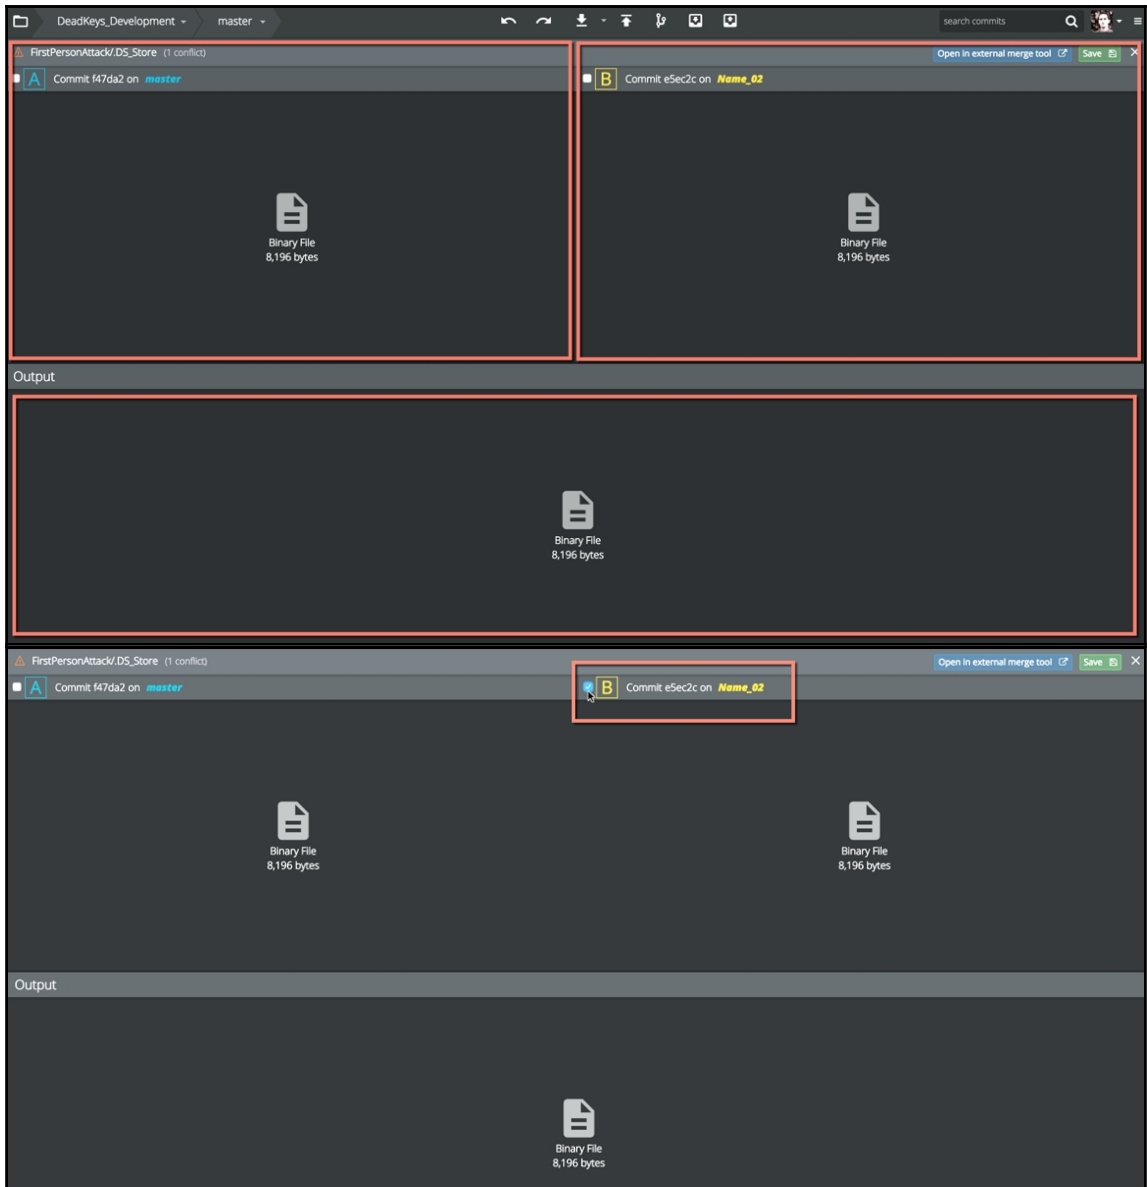 DeadKeys_Development master search commits
FirstPersonAttack/.DS_Store (1 conflict) Open in external merge tool Save
A Commit f47da2 on master B Commit e5ec2c on Name_02
Binary File Binary File
8,196 bytes 8,196 bytes
Output
Binary File
8,196 bytes
FirstPersonAttack/.DS_Store (1 conflict) Open in external merge tool Save
A Commit f47da2 on master B Commit e5ec2c on Name_02
Binary File Binary File
8,196 bytes 8,196 bytes
Output
Binary File
8,196 bytes